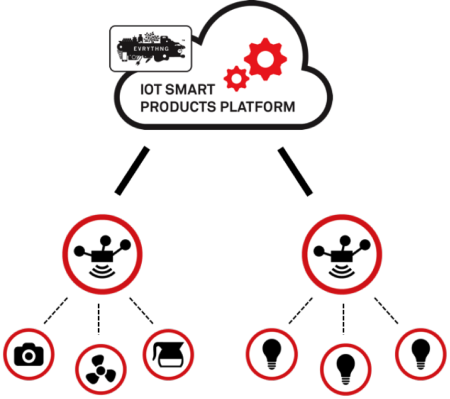 EVRYTHNG
IOT SMART
PRODUCTS PLATFORM